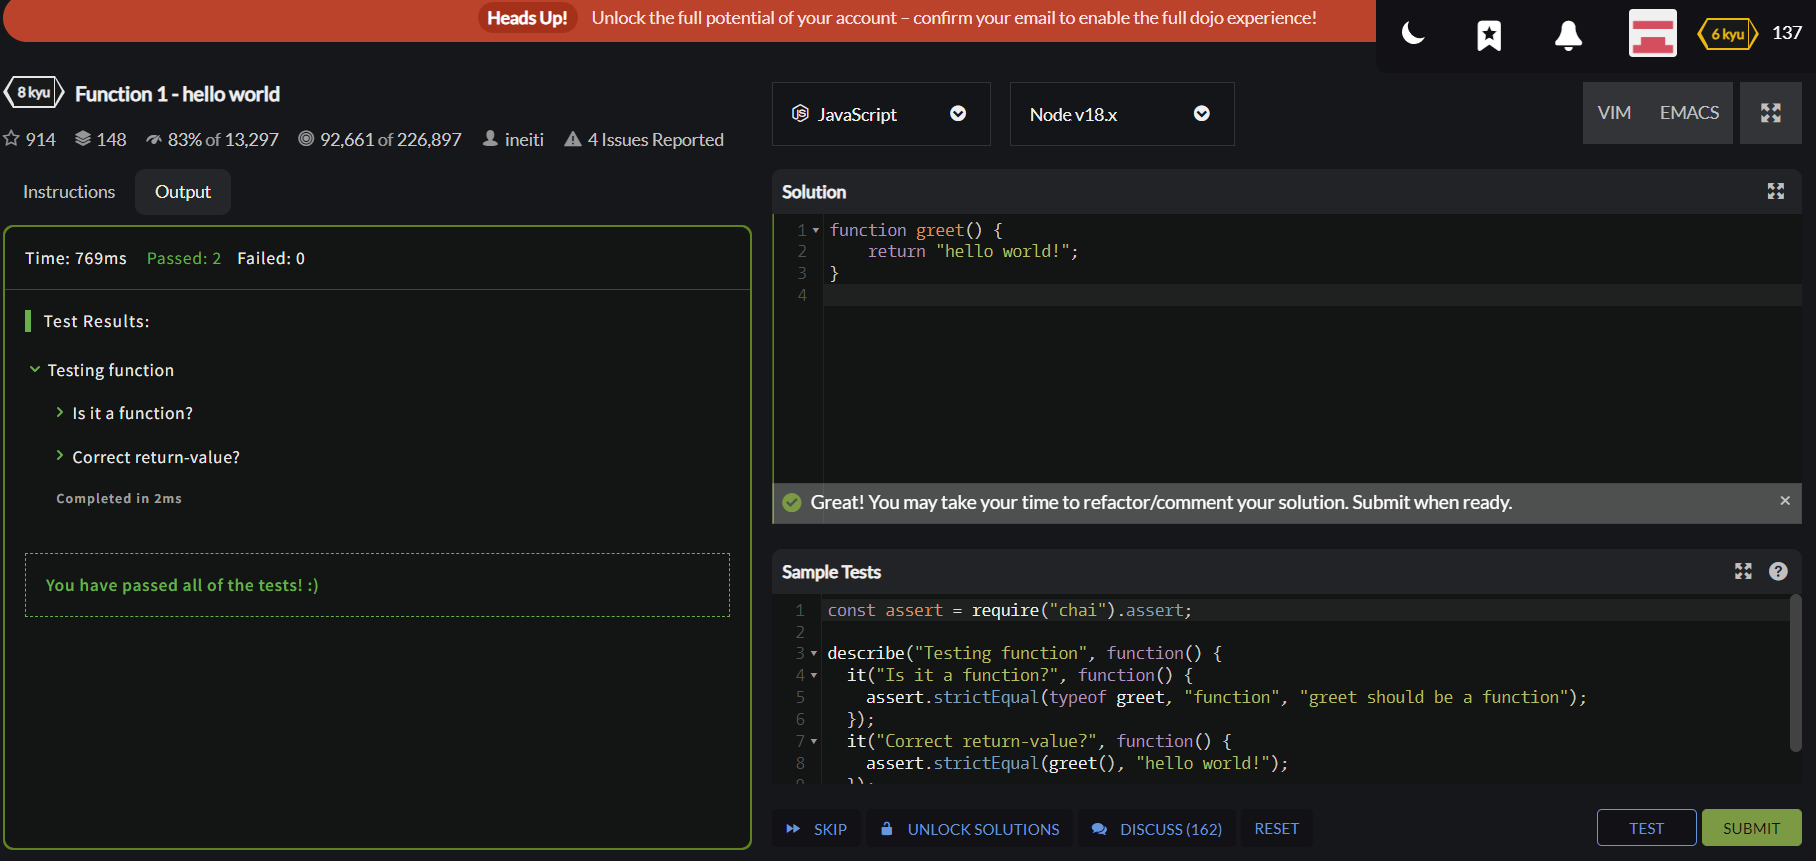 Heads Up! Unlock the full potential of your account – confirm your email to enable the full dojo experience!
6 kyu 137
8 kyu Function 1 - hello world
914 148 83% of 13,297 92,661 of 226,897 ineiti 4 Issues Reported
Instructions Output
Time: 769ms Passed: 2 Failed: 0
Test Results:
Testing function
Is it a function?
Correct return-value?
Completed in 2ms
You have passed all of the tests! :)
JavaScript Node v18.x VIM EMACS
Solution
1 function greet() {
2     return "hello world!";
3 }
4
Great! You may take your time to refactor/comment your solution. Submit when ready.
Sample Tests
1 const assert = require("chai").assert;
2
3 describe("Testing function", function() {
4   it("Is it a function?", function() {
5     assert.strictEqual(typeof greet, "function", "greet should be a function");
6   });
7   it("Correct return-value?", function() {
8     assert.strictEqual(greet(), "hello world!");
9   });
SKIP UNLOCK SOLUTIONS DISCUSS (162) RESET TEST SUBMIT